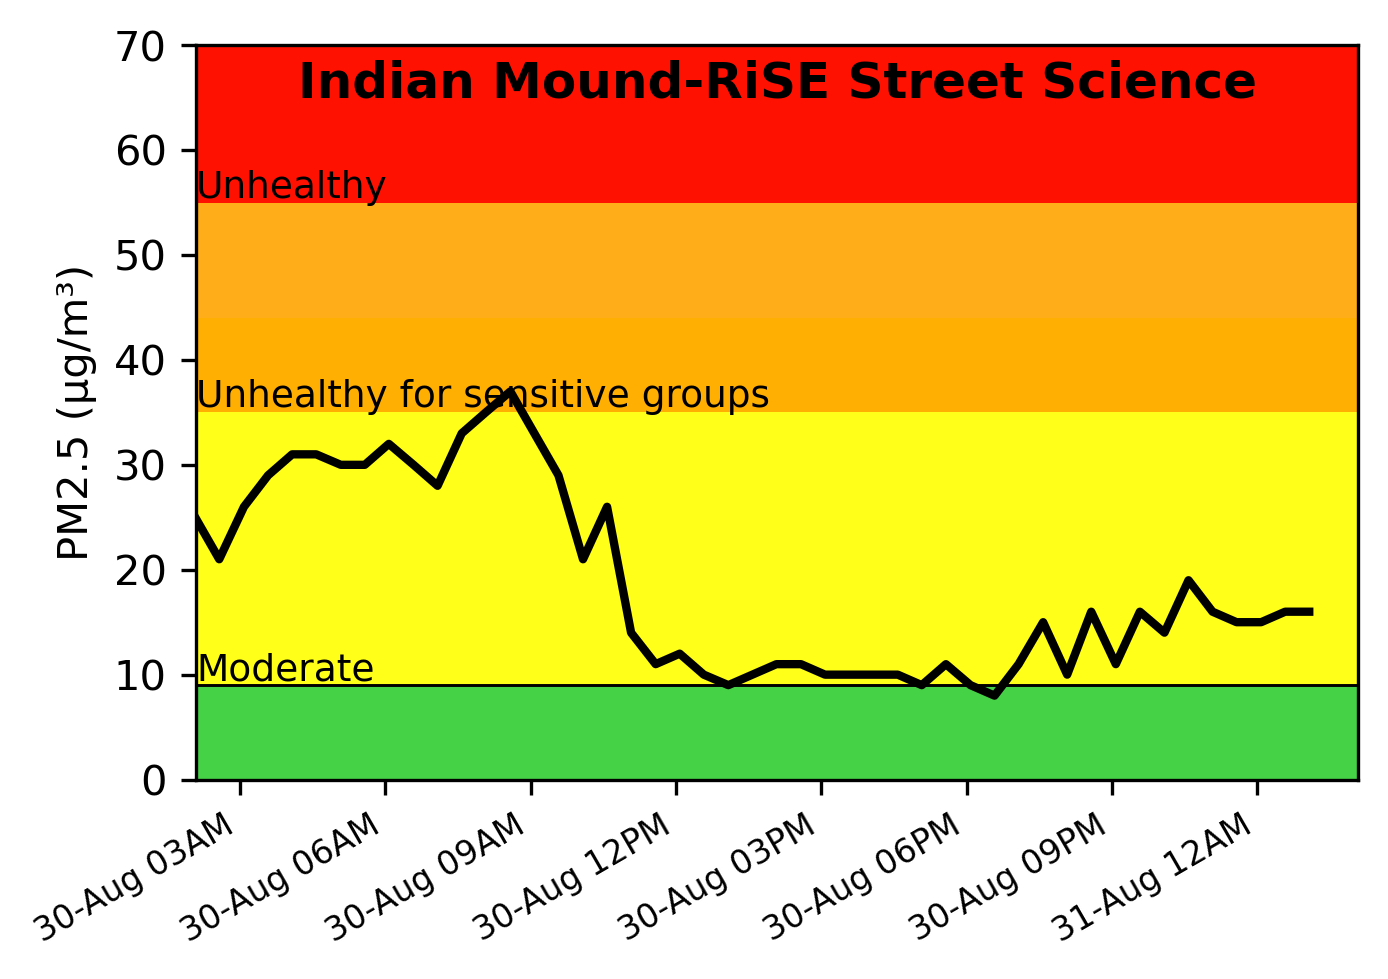 Indian Mound-RiSE Street Science
70
60
50
40
30
20
10
0
PM2.5 (µg/m³)
Unhealthy
Unhealthy for sensitive groups
Moderate
30-Aug 03AM
30-Aug 06AM
30-Aug 09AM
30-Aug 12PM
30-Aug 03PM
30-Aug 06PM
30-Aug 09PM
31-Aug 12AM